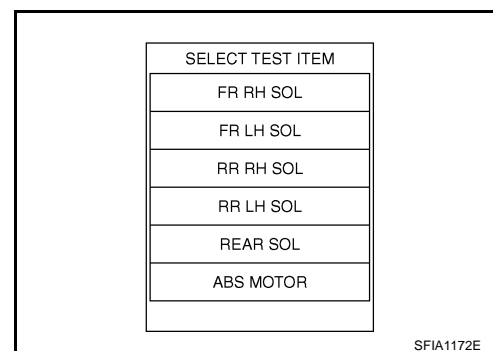 SELECT TEST ITEM
FR RH SOL
FR LH SOL
RR RH SOL
RR LH SOL
REAR SOL
ABS MOTOR
SFIA1172E